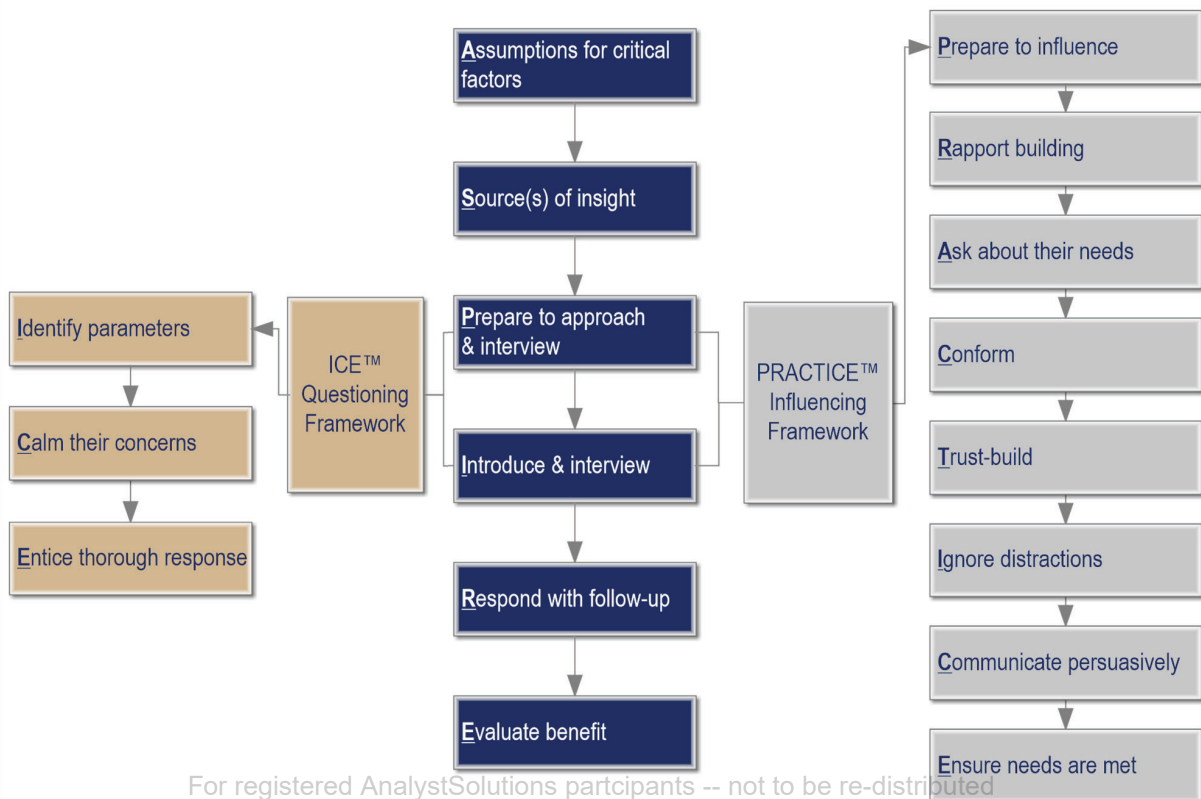 Assumptions for critical
factors
Source(s) of insight
Prepare to approach
& interview
Introduce & interview
Respond with follow-up
Evaluate benefit
ICE™
Questioning
Framework
Identify parameters
Calm their concerns
Entice thorough response
PRACTICE™
Influencing
Framework
Prepare to influence
Rapport building
Ask about their needs
Conform
Trust-build
Ignore distractions
Communicate persuasively
Ensure needs are met
For registered AnalystSolutions partcipants -- not to be re-distributed